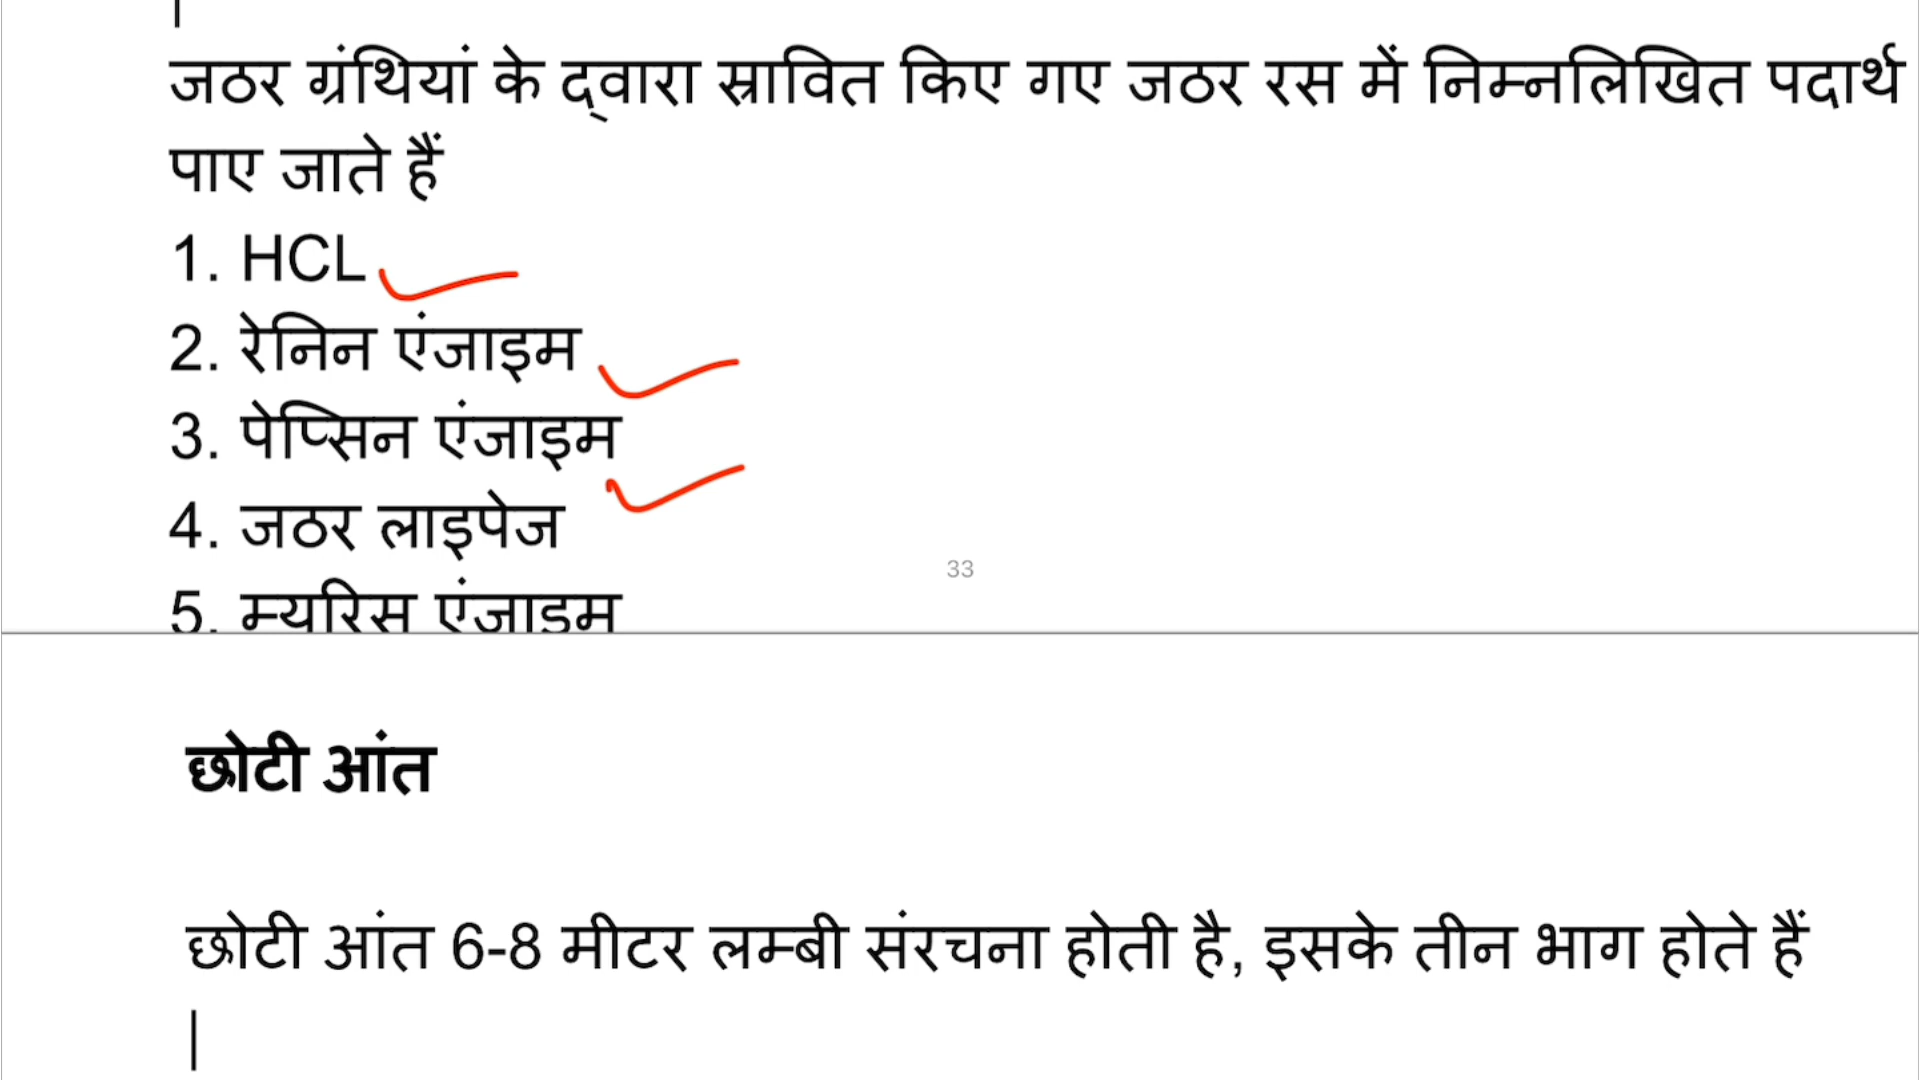 ।
जठर ग्रंथियां के द्वारा स्रावित किए गए जठर रस में निम्नलिखित पदार्थ
पाए जाते हैं
1. HCL
2. रेनिन एंजाइम
3. पेप्सिन एंजाइम
4. जठर लाइपेज
33
5. म्यूरिस एंजाइम
छोटी आंत
छोटी आंत 6-8 मीटर लम्बी संरचना होती है, इसके तीन भाग होते हैं
।